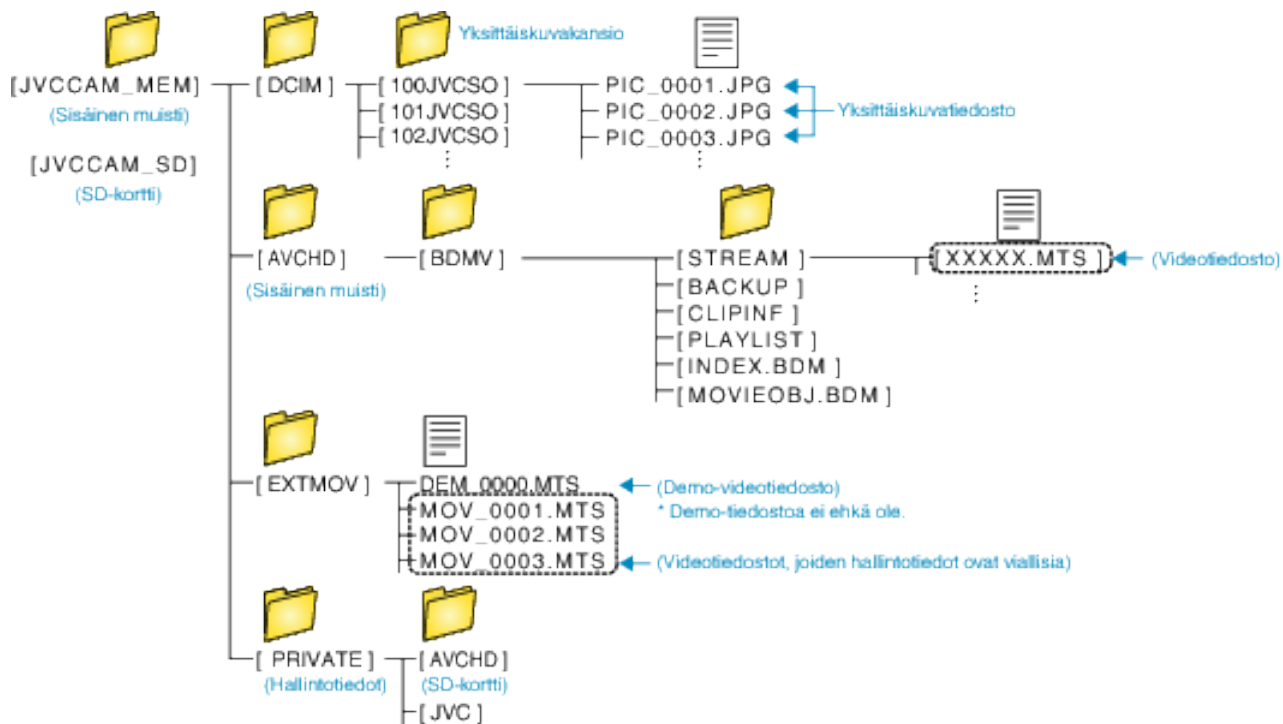 Yksittäiskuvakansio
[JVCCAM_MEM] [DCIM] [100JVCSO] PIC_0001.JPG
(Sisäinen muisti) [101JVCSO] PIC_0002.JPG Yksittäiskuvatiedosto
[102JVCSO] PIC_0003.JPG
[JVCCAM_SD]
(SD-kortti)
[AVCHD] [BDMV] [STREAM] [XXXXX.MTS] (Videotiedosto)
(Sisäinen muisti) [BACKUP]
[CLIPINF]
[PLAYLIST]
[INDEX.BDM]
[MOVIEOBJ.BDM]
[EXTMOV] DEM_0000.MTS (Demo-videotiedosto)
MOV_0001.MTS * Demo-tiedostoa ei ehkä ole.
MOV_0002.MTS
MOV_0003.MTS (Videotiedostot, joiden hallintotiedot ovat viallisia)
[PRIVATE] [AVCHD]
(Hallintotiedot) (SD-kortti)
[JVC]